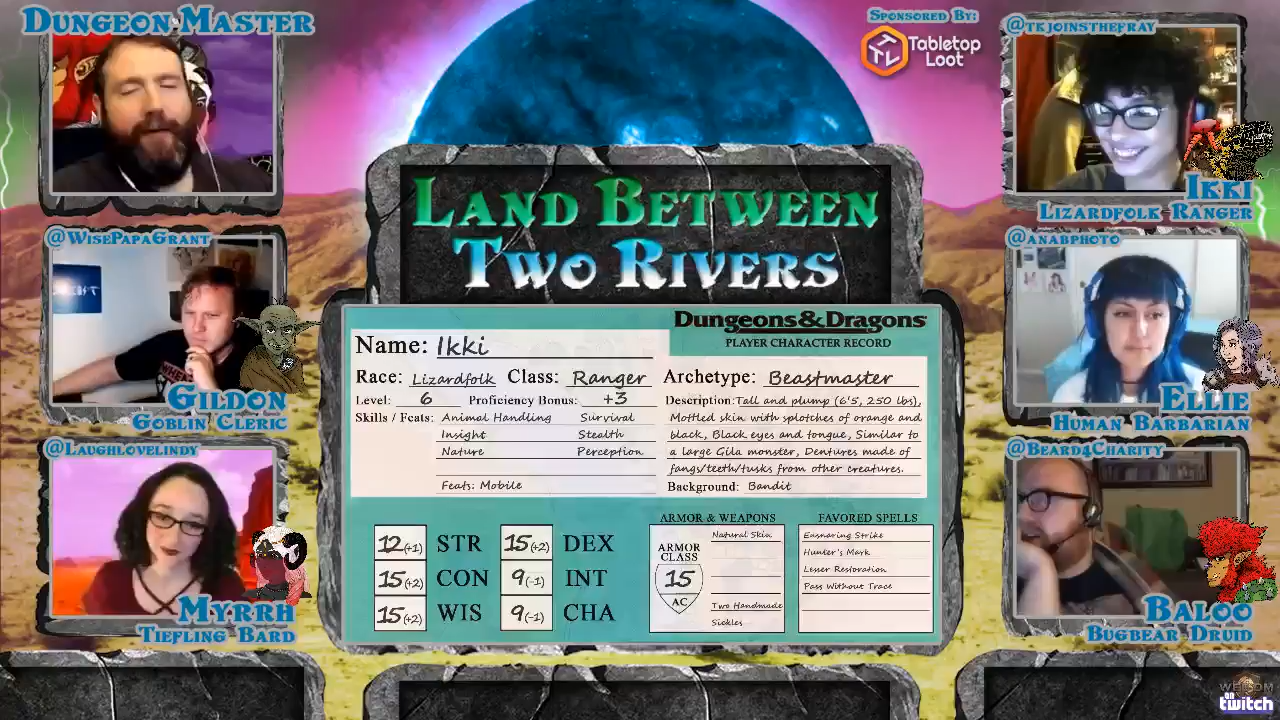 Dungeon Master
Sponsored By:
Tabletop
Loot
@tkjoinsthefray
Ikki
Lizardfolk Ranger
@WisePapaGrant
Gildon
Goblin Cleric
@Laughlovelindy
Myrrh
Tiefling Bard
@anabphoto
Ellie
Human Barbarian
@Beard4Charity
Baloo
Bugbear Druid
Land Between
Two Rivers
Dungeons&Dragons
PLAYER CHARACTER RECORD
Name: Ikki
Race: Lizardfolk Class: Ranger Archetype: Beastmaster
Level: 6 Proficiency Bonus: +3
Skills / Feats: Animal Handling Survival
Insight Stealth
Nature Perception
Feats: Mobile
Description: Tall and plump (6'5, 250 lbs),
Mottled skin with splotches of orange and
black, Black eyes and tongue, Similar to
a large Gila monster, Dentures made of
fangs/teeth/tusks from other creatures.
Background: Bandit
12 (+1) STR 15 (+2) DEX
15 (+2) CON 9 (-1) INT
15 (+2) WIS 9 (-1) CHA
ARMOR & WEAPONS
ARMOR
CLASS
15
AC
Natural Skin
Two Handmade
Sickles
FAVORED SPELLS
Ensnaring Strike
Hunter's Mark
Lesser Restoration
Pass Without Trace
on
twitch